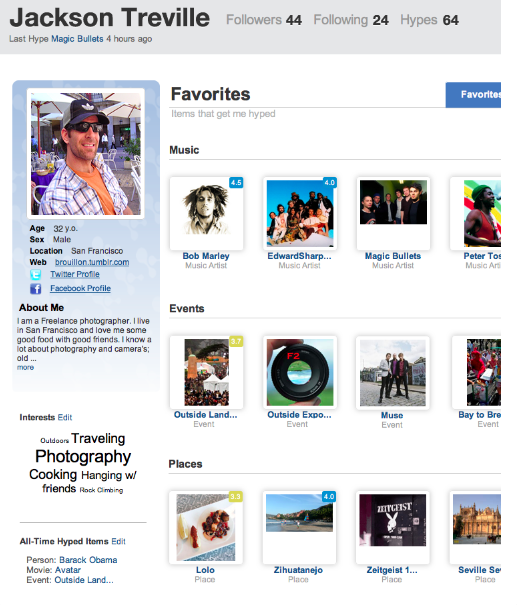 Jackson Treville
Followers 44 Following 24 Hypes 64
Last Hype Magic Bullets 4 hours ago
Favorites
Favorites
Items that get me hyped
Age 32 y.o.
Sex Male
Location San Francisco
Web brouillon.tumblr.com
Twitter Profile
Facebook Profile
About Me
I am a Freelance photographer. I live
in San Francisco and love me some
good food with good friends. I know a
lot about photography and camera's;
old ...
more
Interests Edit
Outdoors Traveling
Photography
Cooking Hanging w/
friends Rock Climbing
All-Time Hyped Items Edit
Person: Barack Obama
Movie: Avatar
Event: Outside Land...
Music
4.5 4.0
Bob Marley EdwardSharp... Magic Bullets Peter Tos
Music Artist Music Artist Music Artist Music
Events
3.7
F2
Outside Land... Outside Expo... Muse Bay to Bre
Event Event Event Event
Places
3.3 4.0
ZEITGEIST
Lolo Zihuatanejo Zeitgeist 1... Seville Sev
Place Place Place Place